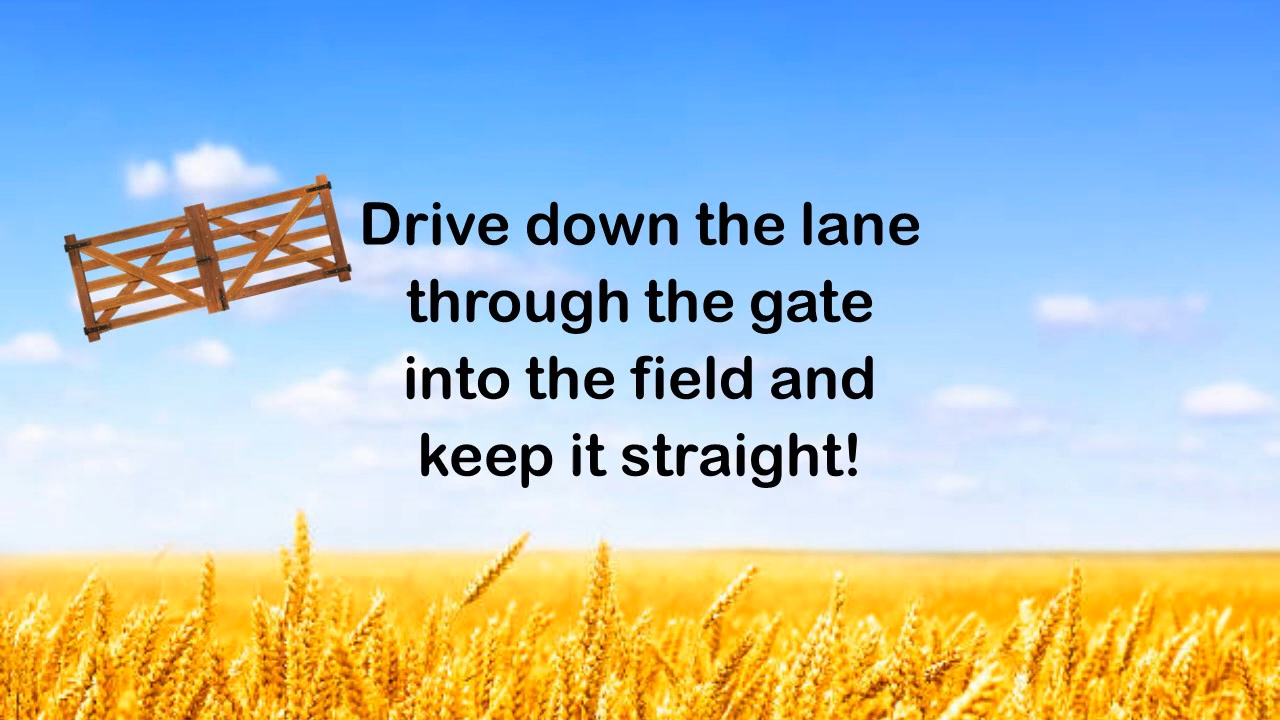 Drive down the lane
through the gate
into the field and
keep it straight!